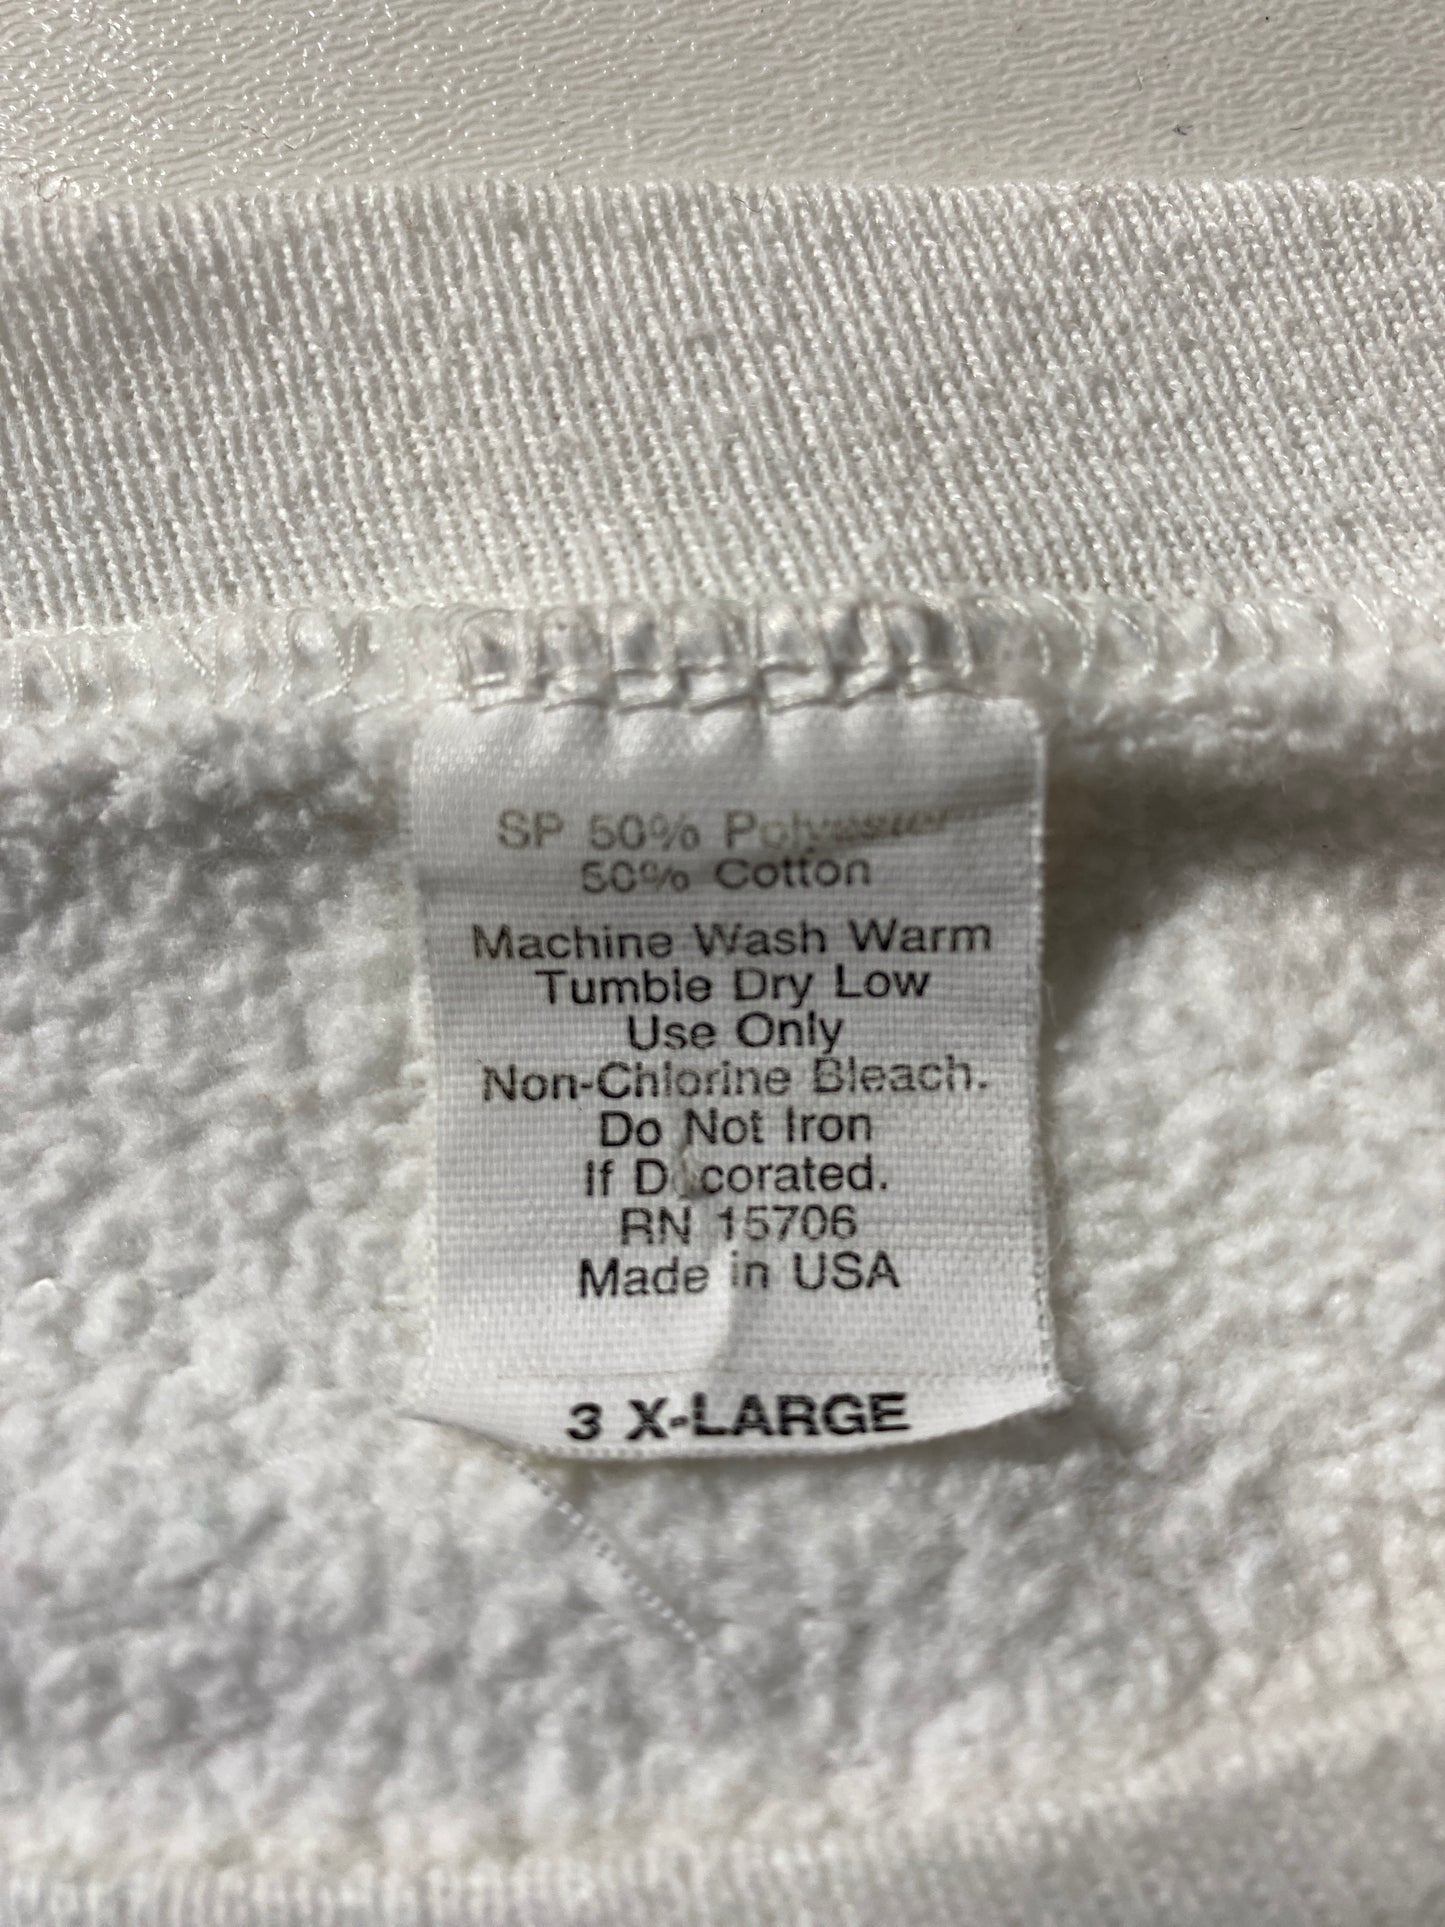 SP 50% Polyester
50% Cotton
Machine Wash Warm
Tumble Dry Low
Use Only
Non-Chlorine Bleach.
Do Not Iron
If Decorated.
RN 15706
Made in USA
3 X-LARGE